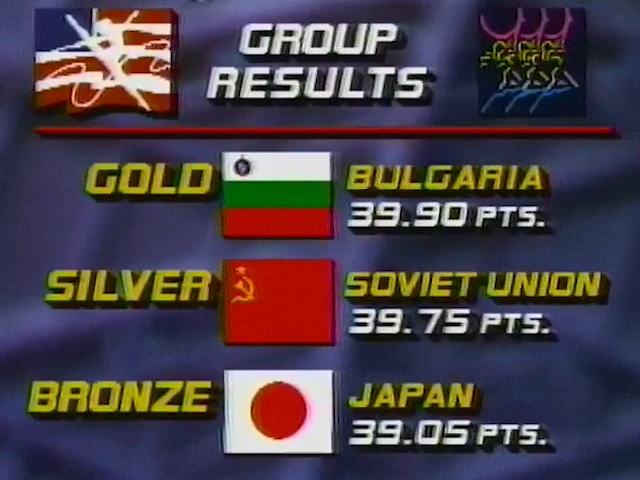 GROUP
RESULTS
GOLD BULGARIA
39.90 PTS.
SILVER SOVIET UNION
39.75 PTS.
BRONZE JAPAN
39.05 PTS.